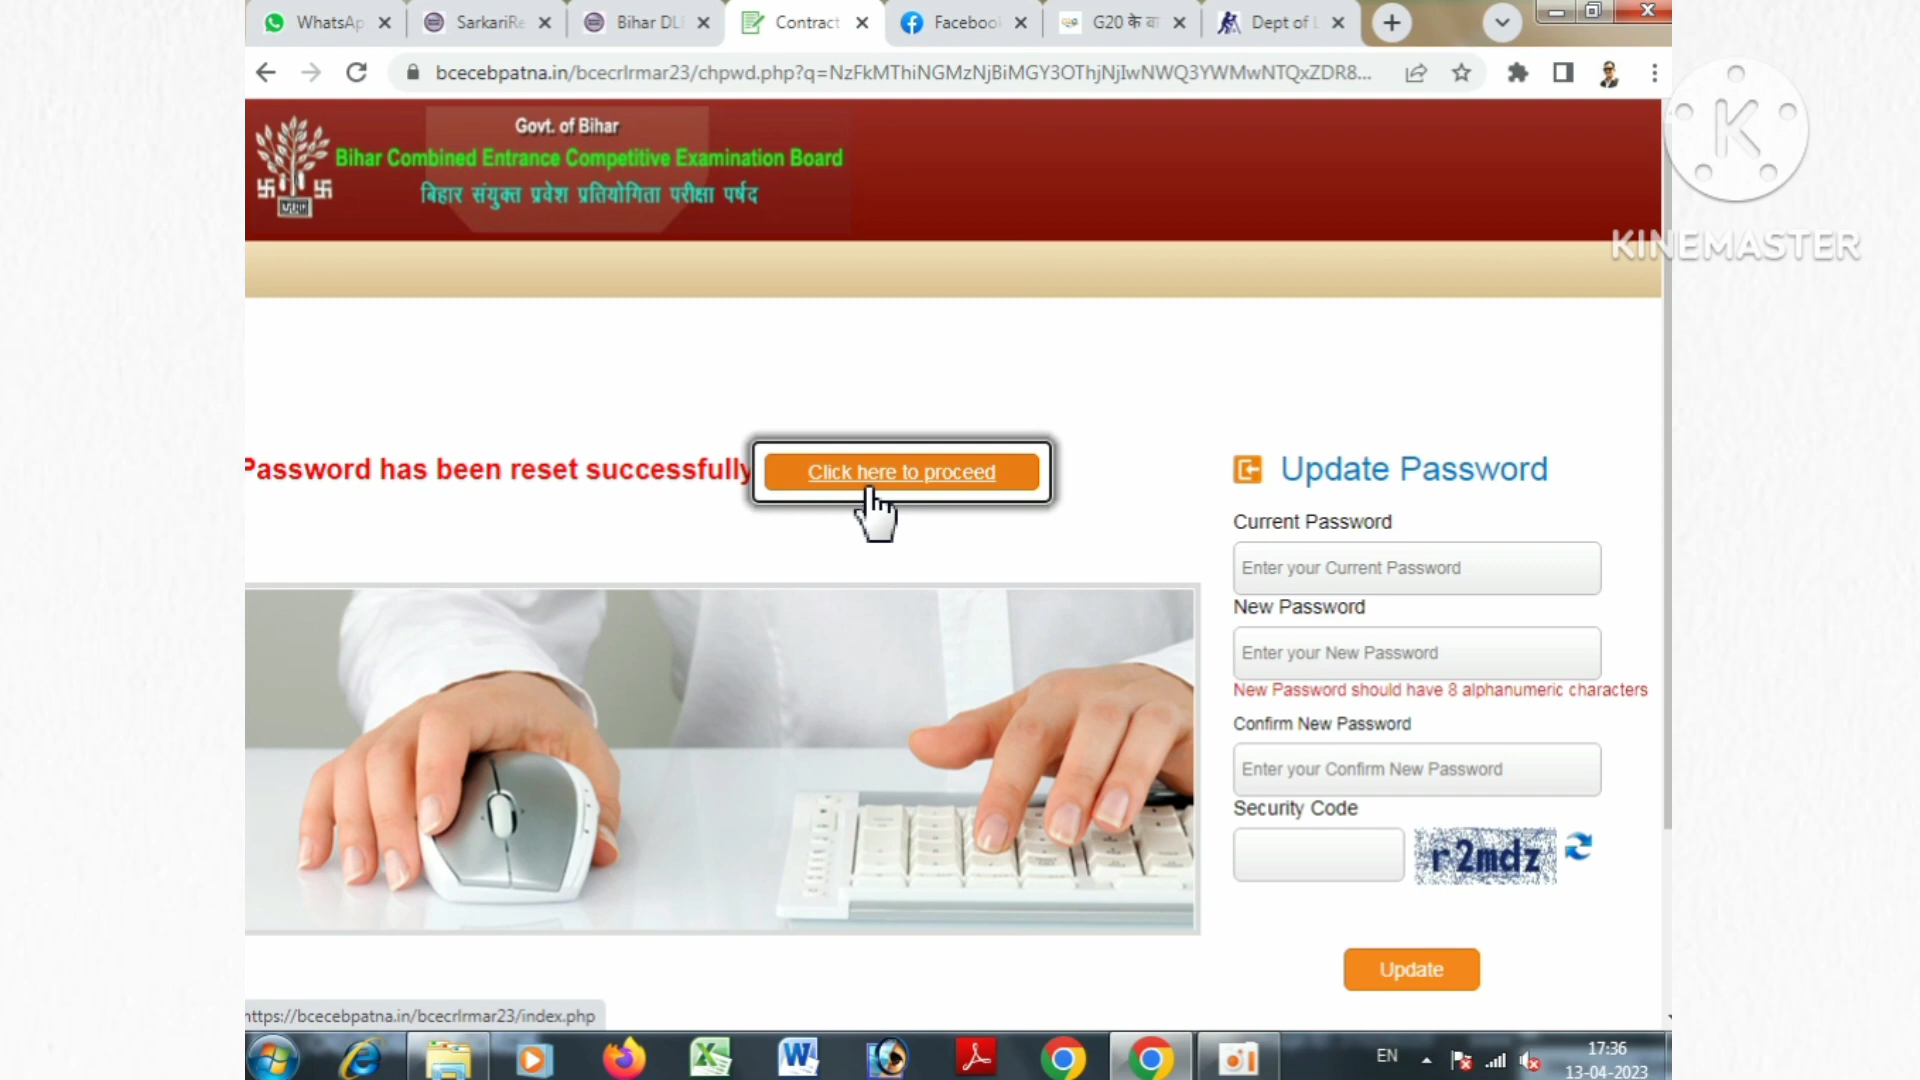 WhatsAp
SarkariRe
Bihar DLE
Contract
Facebook
G20 के वा
Dept of L
bcecebpatna.in/bcecrlrmar23/chpwd.php?q=NzFkMThiNGMzNjBiMGY3OThjNjIwNWQ3YWMwNTQxZDR8...
K
KINEMASTER
Govt. of Bihar
Bihar Combined Entrance Competitive Examination Board
बिहार संयुक्त प्रवेश प्रतियोगिता परीक्षा पर्षद
Password has been reset successfully
Click here to proceed
Update Password
Current Password
Enter your Current Password
New Password
Enter your New Password
New Password should have 8 alphanumeric characters
Confirm New Password
Enter your Confirm New Password
Security Code
r2mdz
Update
https://bcecebpatna.in/bcecrlrmar23/index.php
EN
17:36
13-04-2023